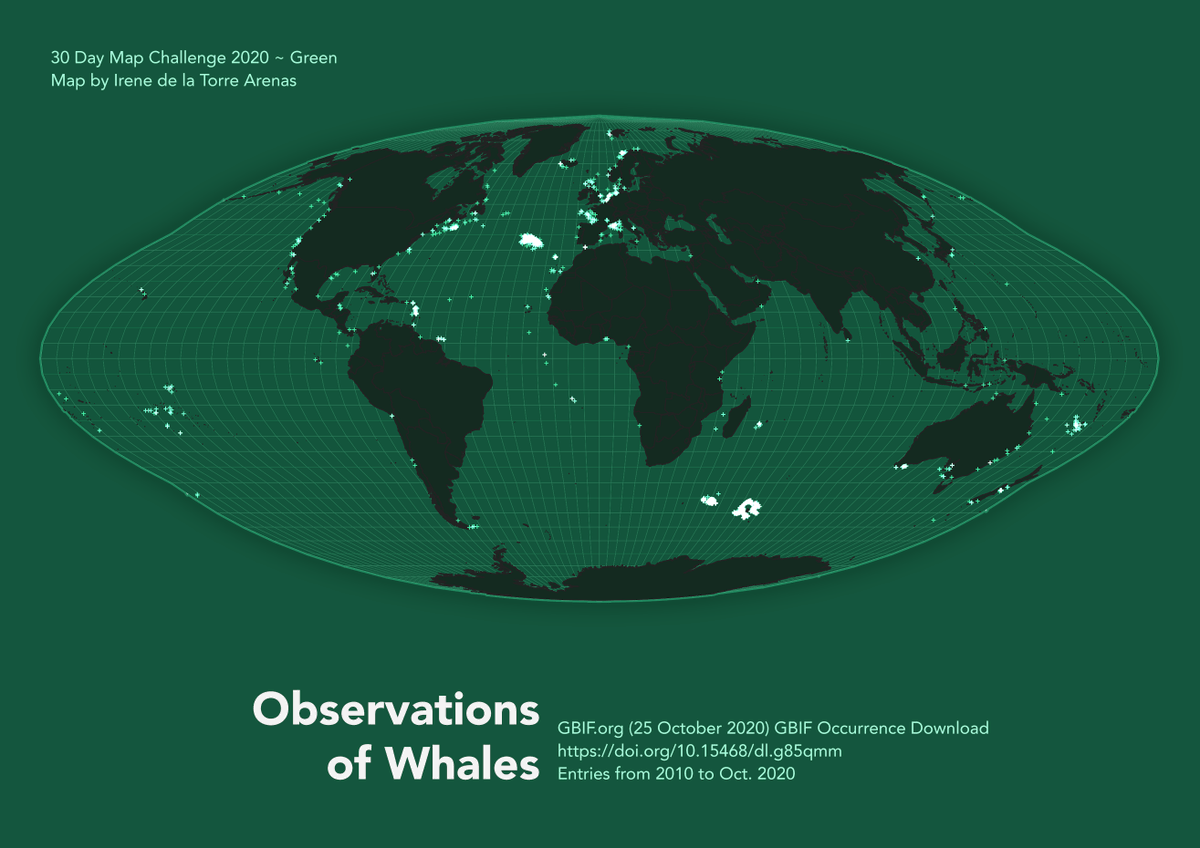 30 Day Map Challenge 2020 ~ Green
Map by Irene de la Torre Arenas
Observations
of Whales
GBIF.org (25 October 2020) GBIF Occurrence Download
https://doi.org/10.15468/dl.g85qmm
Entries from 2010 to Oct. 2020